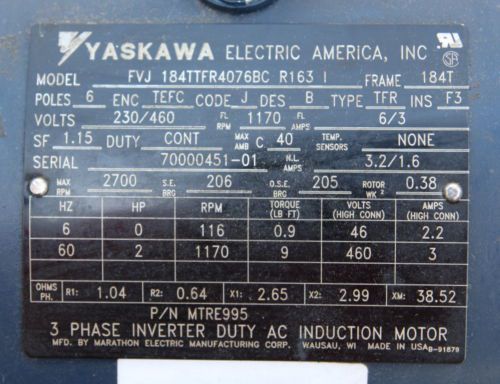 YASKAWA ELECTRIC AMERICA, INC
MODEL FVJ 184TTFR4076BC R163 I FRAME 184T
POLES 6 ENC TEFC CODE J DES B TYPE TFR INS F3
VOLTS 230/460 FL RPM 1170 FL AMPS 6/3
SF 1.15 DUTY CONT MAX AMB C 40 TEMP. SENSORS NONE
SERIAL 70000451-01 N.L. AMPS 3.2/1.6
MAX RPM 2700 S.E. BRG 206 O.S.E. BRG 205 ROTOR WK² 0.38
HZ HP RPM TORQUE (LB FT) VOLTS (HIGH CONN) AMPS (HIGH CONN)
6 0 116 0.9 46 2.2
60 2 1170 9 460 3
OHMS PH. R1: 1.04 R2: 0.64 X1: 2.65 X2: 2.99 XM: 38.52
P/N MTRE995
3 PHASE INVERTER DUTY AC INDUCTION MOTOR
MFD. BY MARATHON ELECTRIC MANUFACTURING CORP. WAUSAU, WI MADE IN USA B-91879